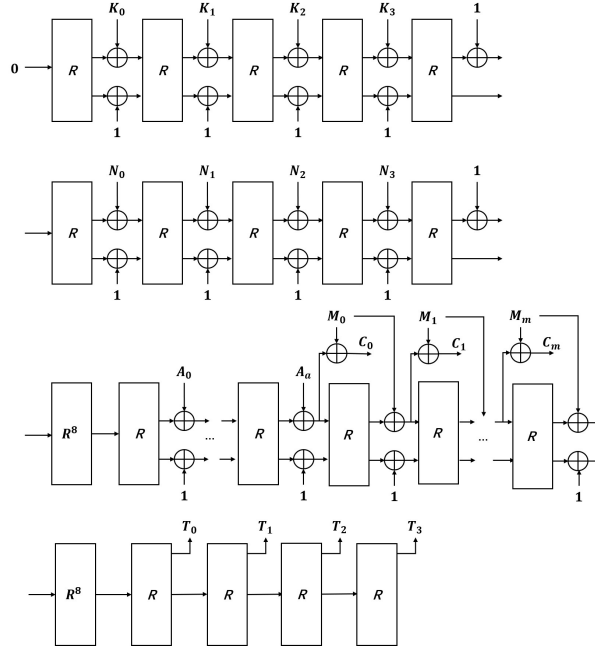 K₀ K₁ K₂ K₃ 1
0 R R R R R
1 1 1 1
N₀ N₁ N₂ N₃ 1
R R R R R
1 1 1 1
M₀ M₁ Mₘ
C₀ C₁ Cₘ
A₀ Aₐ
R⁸ R ... R R R ... R
1 1 1 1
T₀ T₁ T₂ T₃
R⁸ R R R R